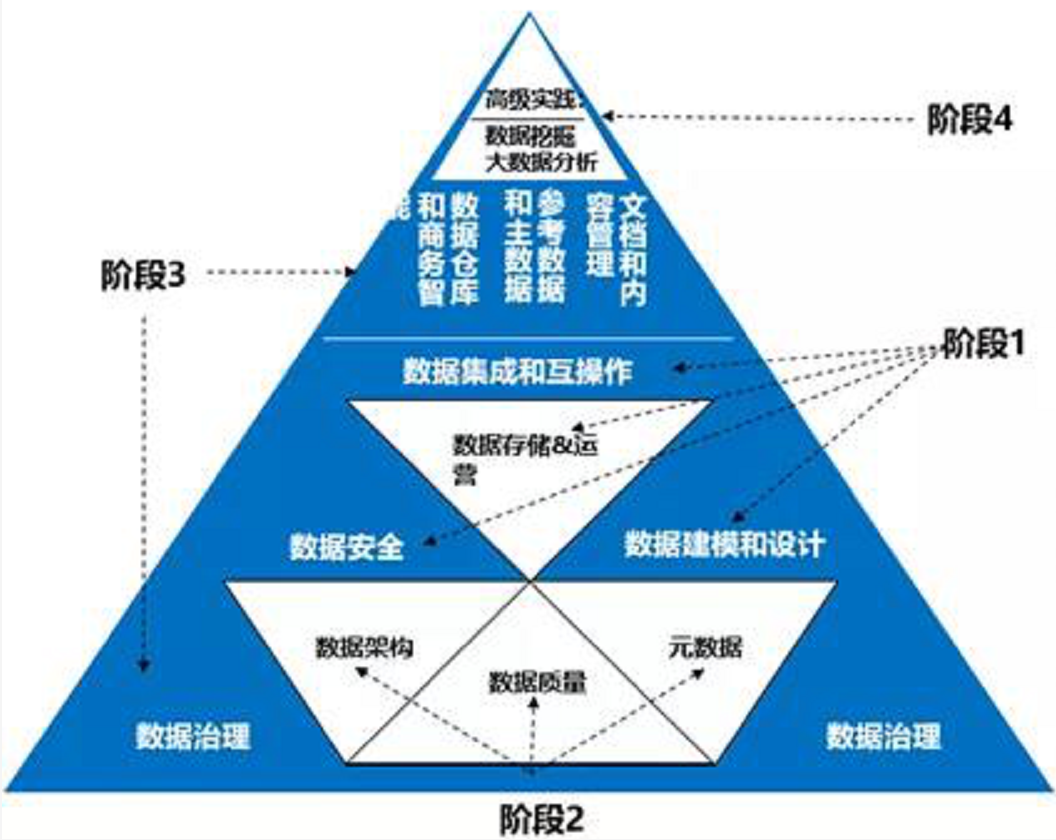 高级实践：
阶段4
数据挖掘
大数据分析
数据仓库
和商务智
能
参考数据
和主数据
文档和内
容管理
阶段3
阶段1
数据集成和互操作
数据存储&运
营
数据安全
数据建模和设计
数据架构
元数据
数据质量
数据治理
数据治理
阶段2